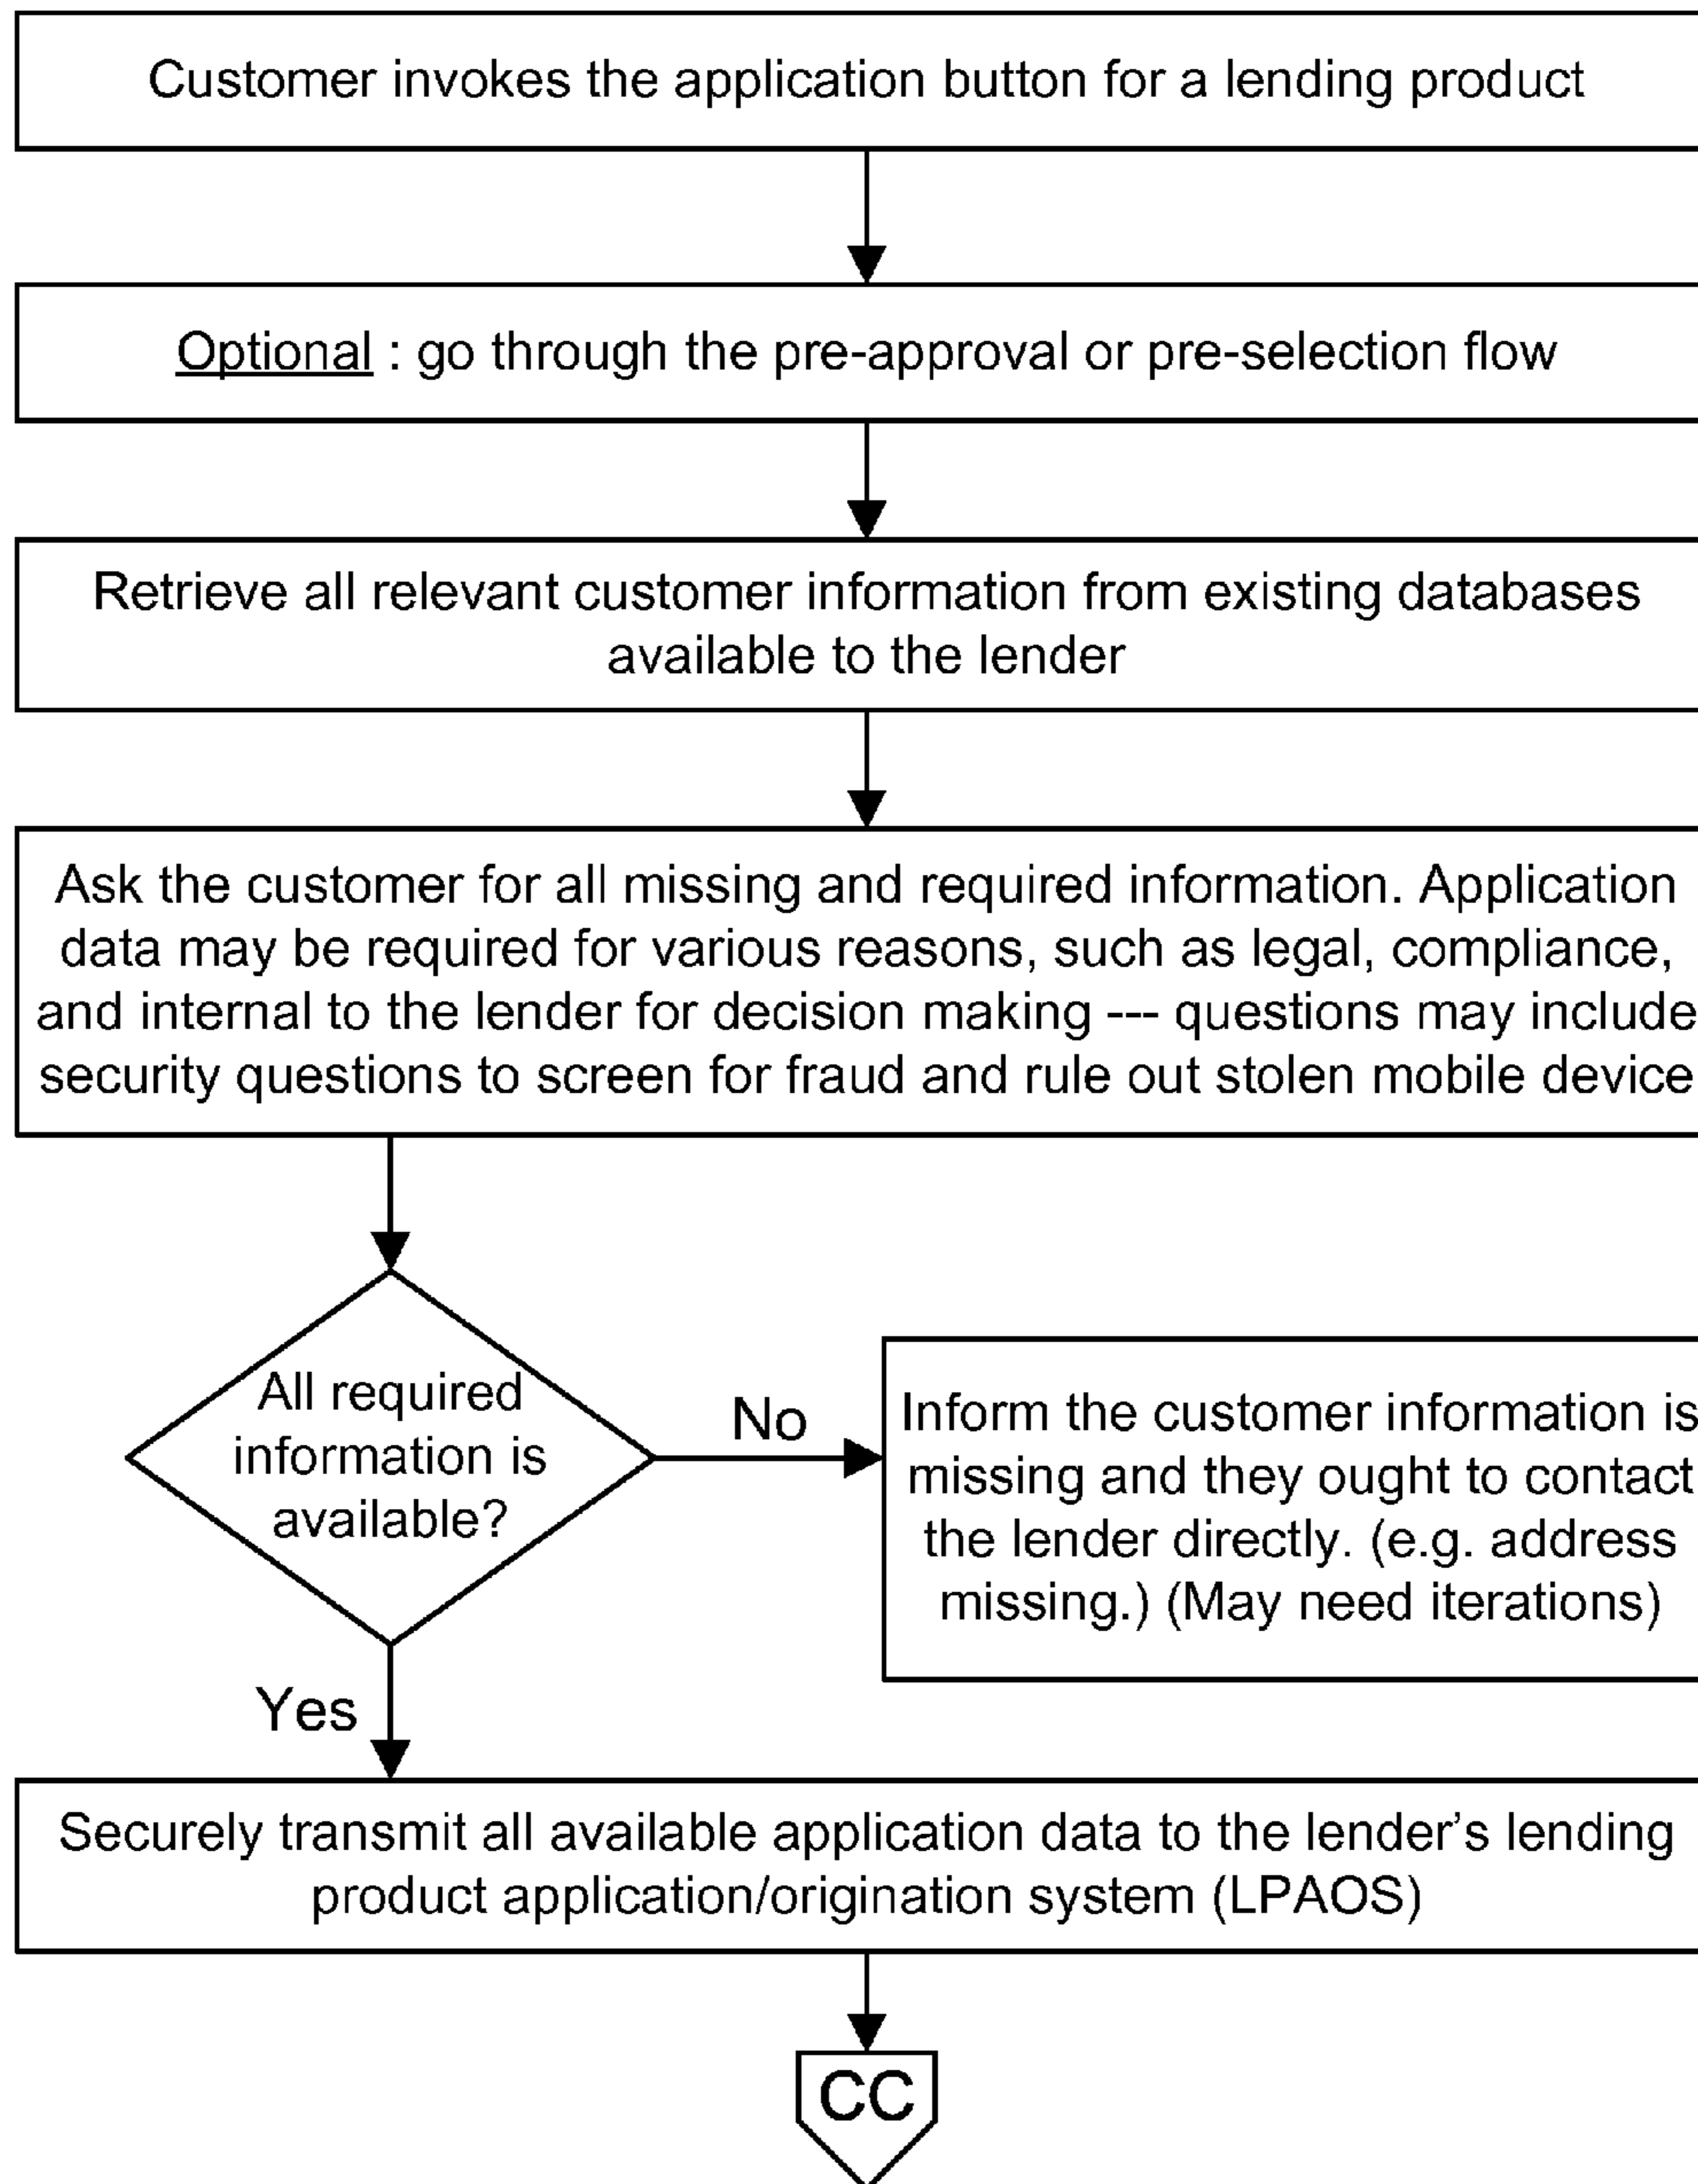 Customer invokes the application button for a lending product
Optional : go through the pre-approval or pre-selection flow
Retrieve all relevant customer information from existing databases
available to the lender
Ask the customer for all missing and required information. Application
data may be required for various reasons, such as legal, compliance,
and internal to the lender for decision making --- questions may include
security questions to screen for fraud and rule out stolen mobile device
All required
information is
available?
No
Inform the customer information is
missing and they ought to contact
the lender directly. (e.g. address
missing.) (May need iterations)
Yes
Securely transmit all available application data to the lender’s lending
product application/origination system (LPAOS)
CC